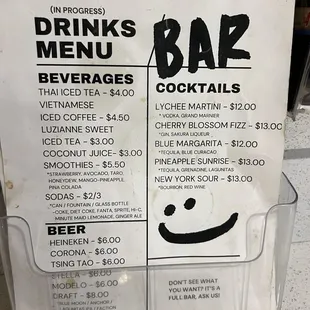 (IN PROGRESS)
DRINKS
MENU
BAR
BEVERAGES
THAI ICED TEA - $4.00
VIETNAMESE
ICED COFFEE - $4.50
LUZIANNE SWEET
ICED TEA - $3.00
COCONUT JUICE- $3.00
SMOOTHIES - $5.50
*STRAWBERRY, AVOCADO, TARO,
HONEYDEW, MANGO-PINEAPPLE,
PINA COLADA
SODAS - $2/3
*CAN / FOUNTAIN / GLASS BOTTLE
- COKE, DIET COKE, FANTA, SPRITE, HI-C,
MINUTE MAID LEMONADE, GINGER ALE
BEER
HEINEKEN - $6.00
CORONA - $6.00
TSING TAO - $6.00
STELLA - $6.00
MODELO - $6.00
DRAFT - $8.00
*BLUE MOON / ANCHOR /
COCKTAILS
LYCHEE MARTINI - $12.00
* VODKA, GRAND MARNIER
CHERRY BLOSSOM FIZZ - $13.00
*GIN, SAKURA LIQUEUR
BLUE MARGARITA - $12.00
*TEQUILA, BLUE CURACAO
PINEAPPLE SUNRISE - $13.00
*TEQUILA, GRENADINE, LAGUNITAS
NEW YORK SOUR - $13.00
*BOURBON, RED WINE
DON'T SEE WHAT
YOU WANT? IT'S A
FULL BAR, ASK US!